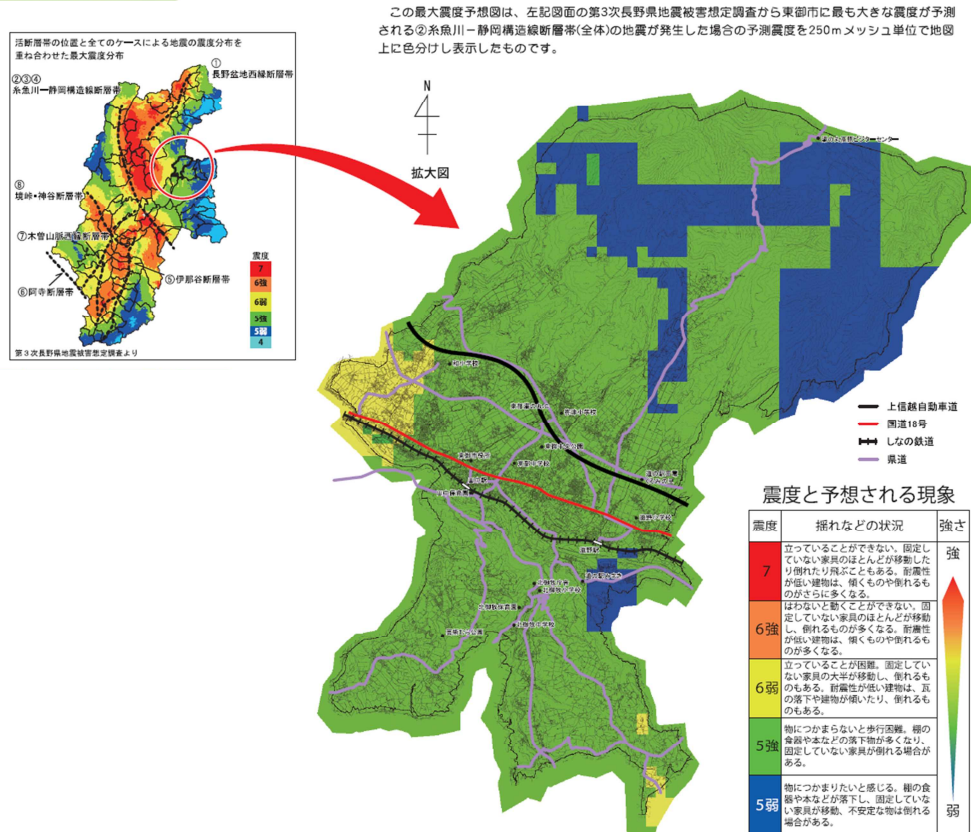 この最大震度予想図は、左記図面の第3次長野県地震被害想定調査から東御市に最も大きな震度が予測
される②糸魚川－静岡構造線断層帯(全体)の地震が発生した場合の予測震度を250mメッシュ単位で地図
上に色分けし表示したものです。
活断層帯の位置と全てのケースによる地震の震度分布を
重ね合わせた最大震度分布
①
長野盆地西縁断層帯
②③④
糸魚川ー静岡構造線断層帯
⑧
境峠・神谷断層帯
⑦木曽山脈西縁断層帯
⑥阿寺断層帯
⑤伊那谷断層帯
震度
7
6強
6弱
5強
5弱
4
第3次長野県地震被害想定調査より
N
拡大図
上信越自動車道
国道18号
しなの鉄道
県道
震度と予想される現象
震度 揺れなどの状況 強さ
7
立っていることができない。固定し
ていない家具のほとんどが移動した
り倒れたり飛ぶこともある。耐震性
が低い建物は、傾くものや倒れるも
のがさらに多くなる。
6強
はわないと動くことができない。固
定していない家具のほとんどが移動
し、倒れるものが多くなる。耐震性
が低い建物は、傾くものや倒れるも
のが多くなる。
6弱
立っていることが困難。固定してい
ない家具の大半が移動し、倒れるも
のもある。耐震性が低い建物は、瓦
の落下や建物が傾いたり、倒れるも
のもある。
5強
物につかまらないと歩行困難。棚の
食器や本などの落下物が多くなり、
固定していない家具が倒れる場合が
ある。
5弱
物につかまりたいと感じる。棚の食
器や本などが落下し、固定していな
い家具が移動、不安定な物は倒れる
場合がある。
強
弱